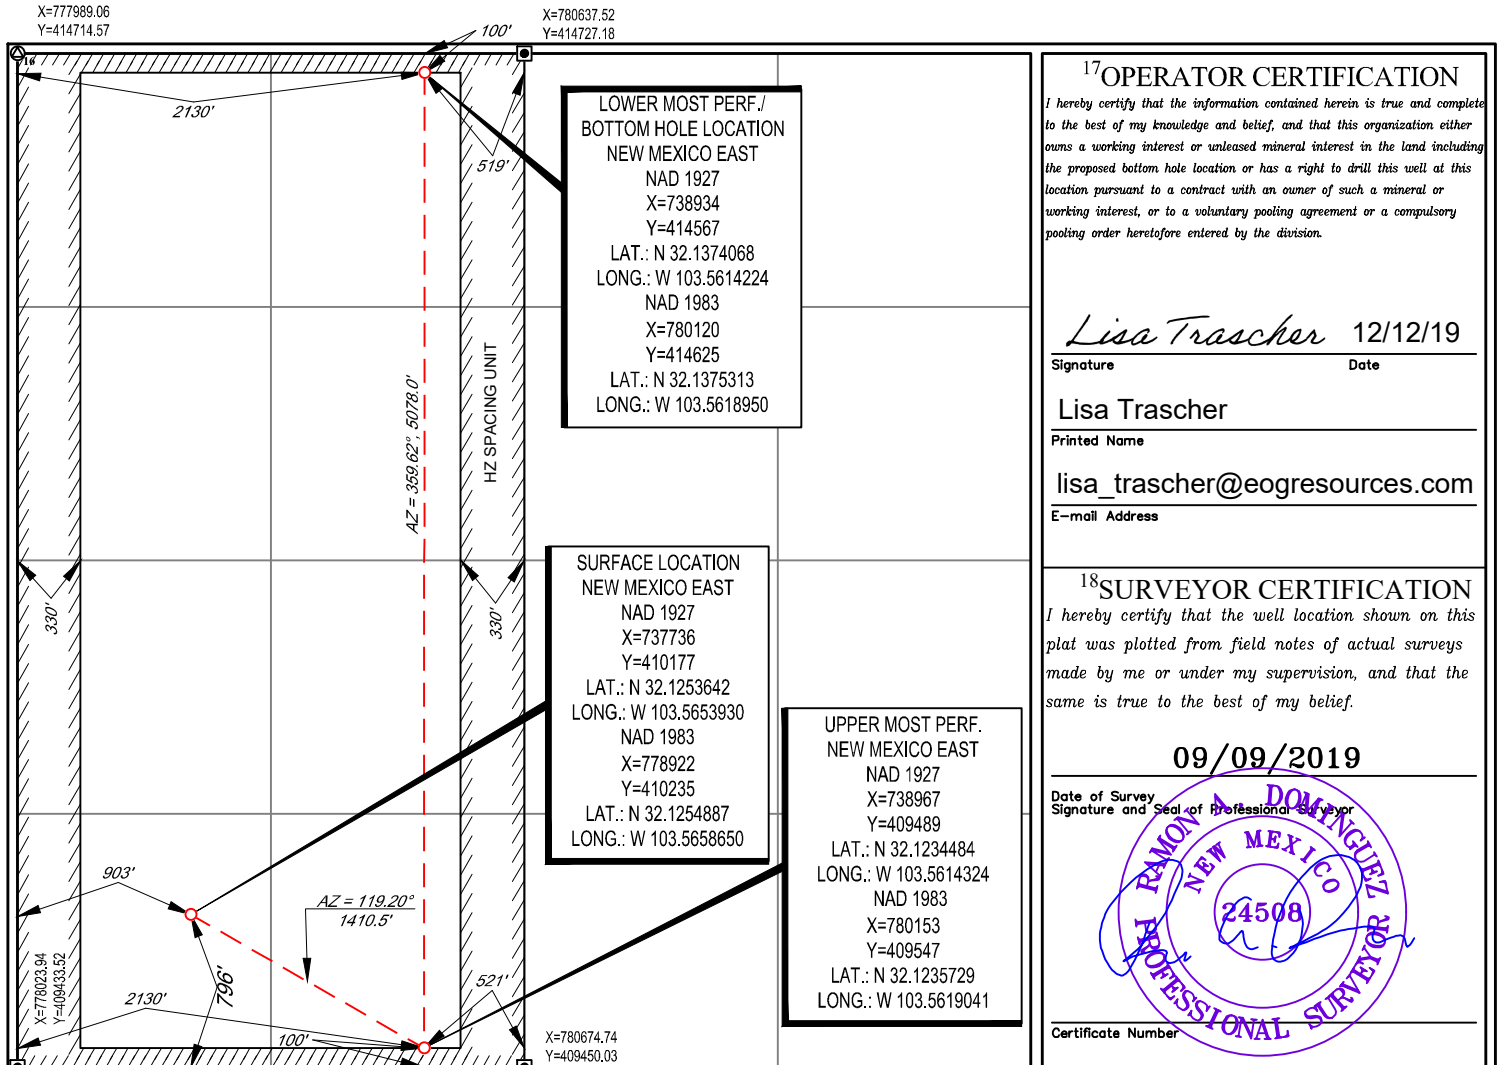 X=777989.06
Y=414714.57
X=780637.52
Y=414727.18
100'
16
2130'
519'
LOWER MOST PERF./
BOTTOM HOLE LOCATION
NEW MEXICO EAST
NAD 1927
X=738934
Y=414567
LAT.: N 32.1374068
LONG.: W 103.5614224
NAD 1983
X=780120
Y=414625
LAT.: N 32.1375313
LONG.: W 103.5618950
AZ = 359.62°, 5078.0'
HZ SPACING UNIT
330'
330'
SURFACE LOCATION
NEW MEXICO EAST
NAD 1927
X=737736
Y=410177
LAT.: N 32.1253642
LONG.: W 103.5653930
NAD 1983
X=778922
Y=410235
LAT.: N 32.1254887
LONG.: W 103.5658650
UPPER MOST PERF.
NEW MEXICO EAST
NAD 1927
X=738967
Y=409489
LAT.: N 32.1234484
LONG.: W 103.5614324
NAD 1983
X=780153
Y=409547
LAT.: N 32.1235729
LONG.: W 103.5619041
903'
AZ = 119.20°
1410.5'
796'
X=778023.94
Y=409433.52
2130'
100'
521'
X=780674.74
Y=409450.03
17 OPERATOR CERTIFICATION
I hereby certify that the information contained herein is true and complete
to the best of my knowledge and belief, and that this organization either
owns a working interest or unleased mineral interest in the land including
the proposed bottom hole location or has a right to drill this well at this
location pursuant to a contract with an owner of such a mineral or
working interest, or to a voluntary pooling agreement or a compulsory
pooling order heretofore entered by the division.
Lisa Trascher 12/12/19
Signature Date
Lisa Trascher
Printed Name
lisa_trascher@eogresources.com
E-mail Address
18 SURVEYOR CERTIFICATION
I hereby certify that the well location shown on this
plat was plotted from field notes of actual surveys
made by me or under my supervision, and that the
same is true to the best of my belief.
09/09/2019
Date of Survey
Signature and Seal of Professional Surveyor
RAMON A. DOMINGUEZ
NEW MEXICO
24508
PROFESSIONAL SURVEYOR
Certificate Number